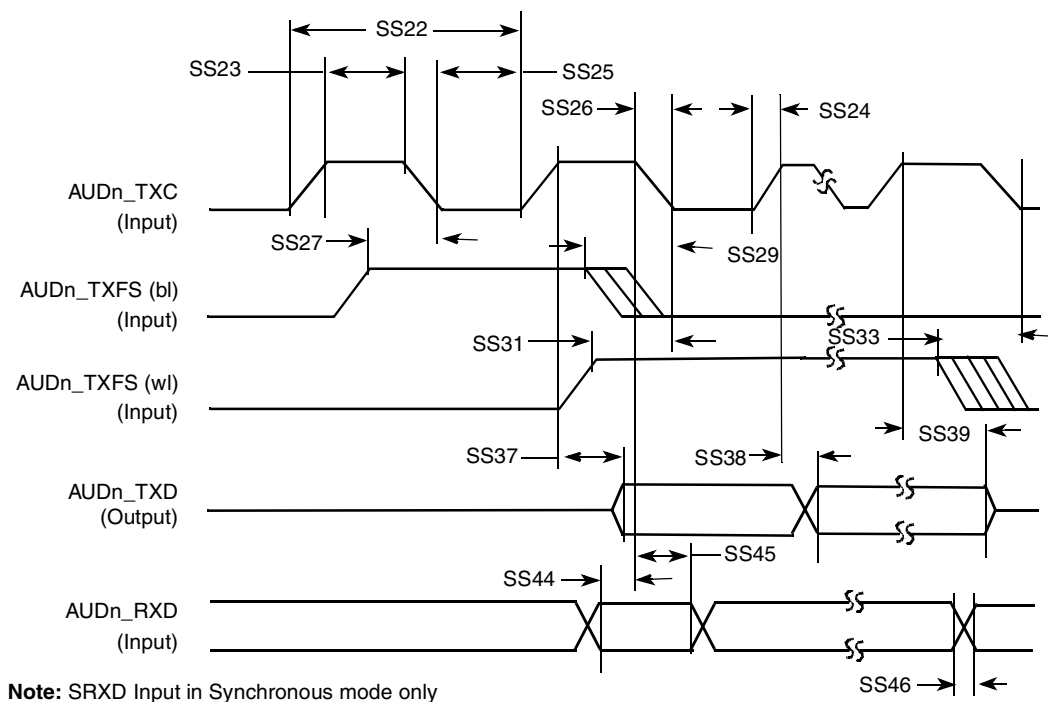 SS22
SS23
SS25
SS26
SS24
AUDn_TXC
(Input)
SS27
SS29
AUDn_TXFS (bl)
(Input)
SS31
SS33
AUDn_TXFS (wl)
(Input)
SS39
SS37
SS38
AUDn_TXD
(Output)
SS45
SS44
AUDn_RXD
(Input)
SS46
Note: SRXD Input in Synchronous mode only